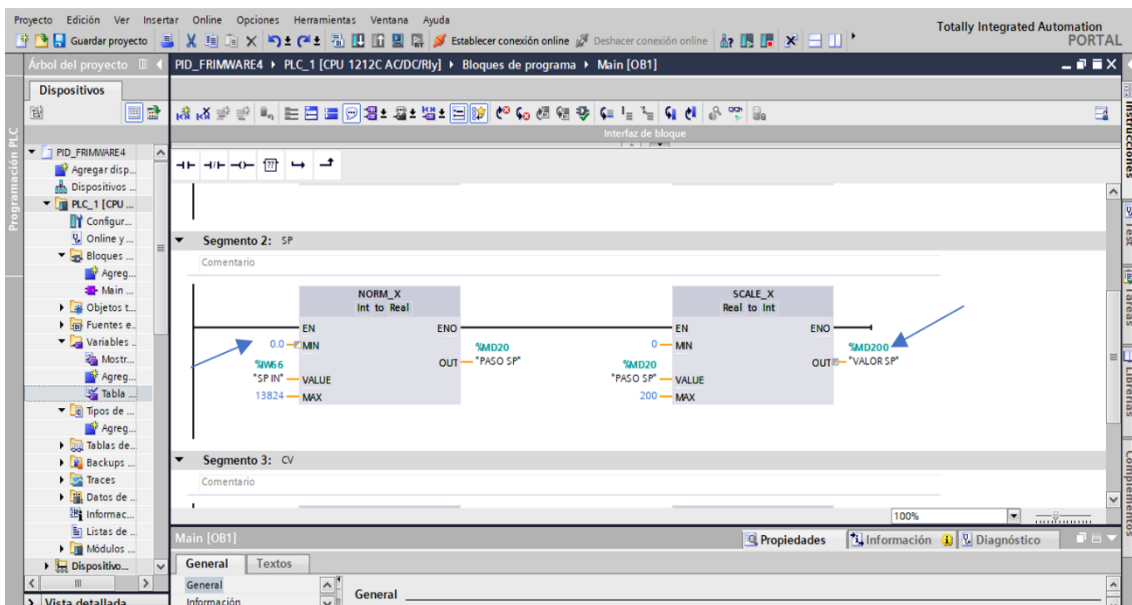 Proyecto Edición Ver Insertar Online Opciones Herramientas Ventana Ayuda
Totally Integrated Automation
PORTAL
Guardar proyecto
Establecer conexión online
Deshacer conexión online
Árbol del proyecto
PID_FRIMWARE4 PLC_1 [CPU 1212C AC/DC/Rly] Bloques de programa Main [OB1]
Dispositivos
Interfaz de bloque
Programación PLC
PID_FRIMWARE4
Agregar disp...
Dispositivos ...
PLC_1 [CPU ...
Configur...
Online y ...
Bloques ...
Agreg...
Main ...
Objetos t...
Fuentes e...
Variables ...
Mostr...
Agreg...
Tabla ...
Tipos de ...
Agreg...
Tablas de...
Backups ...
Traces
Datos de ...
Informac...
Listas de ...
Módulos ...
Dispositivo...
Vista detallada
Segmento 2: SP
Comentario
NORM_X
Int to Real
EN
ENO
0.0
MIN
%IW66
"SP IN"
VALUE
13824
MAX
OUT
%MD20
"PASO SP"
SCALE_X
Real to Int
EN
ENO
0
MIN
%MD20
"PASO SP"
VALUE
200
MAX
OUT
%MD200
"VALOR SP"
Segmento 3: CV
Comentario
100%
Main [OB1]
Propiedades
Información
Diagnóstico
General
Textos
General
Información
General
Instrucciones
Test
Tareas
Librerías
Complementos